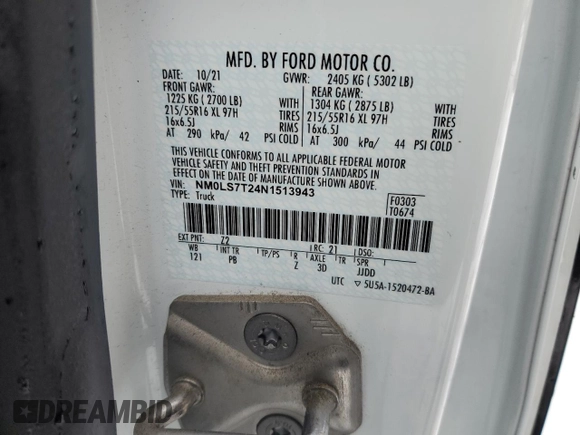 MFD. BY FORD MOTOR CO.
DATE: 10/21 GVWR: 2405 KG ( 5302 LB)
FRONT GAWR: REAR GAWR:
1225 KG ( 2700 LB) WITH 1304 KG ( 2875 LB) WITH
215/55R16 XL 97H TIRES 215/55R16 XL 97H TIRES
16x6.5J RIMS 16x6.5J RIMS
AT 290 kPa/ 42 PSI COLD AT 300 kPa/ 44 PSI COLD
THIS VEHICLE CONFORMS TO ALL APPLICABLE FEDERAL MOTOR
VEHICLE SAFETY AND THEFT PREVENTION STANDARDS IN
EFFECT ON THE DATE OF MANUFACTURE SHOWN ABOVE.
VIN: NM0LS7T24N1513943
TYPE: Truck
F0303
T0674
EXT PNT: Z2 RC: 21 DSO:
WB INT TR TP/PS R AXLE TR SPR
121 PB Z 3D JJDD
UTC ▽ 5U5A-1520472-BA
DREAMBID